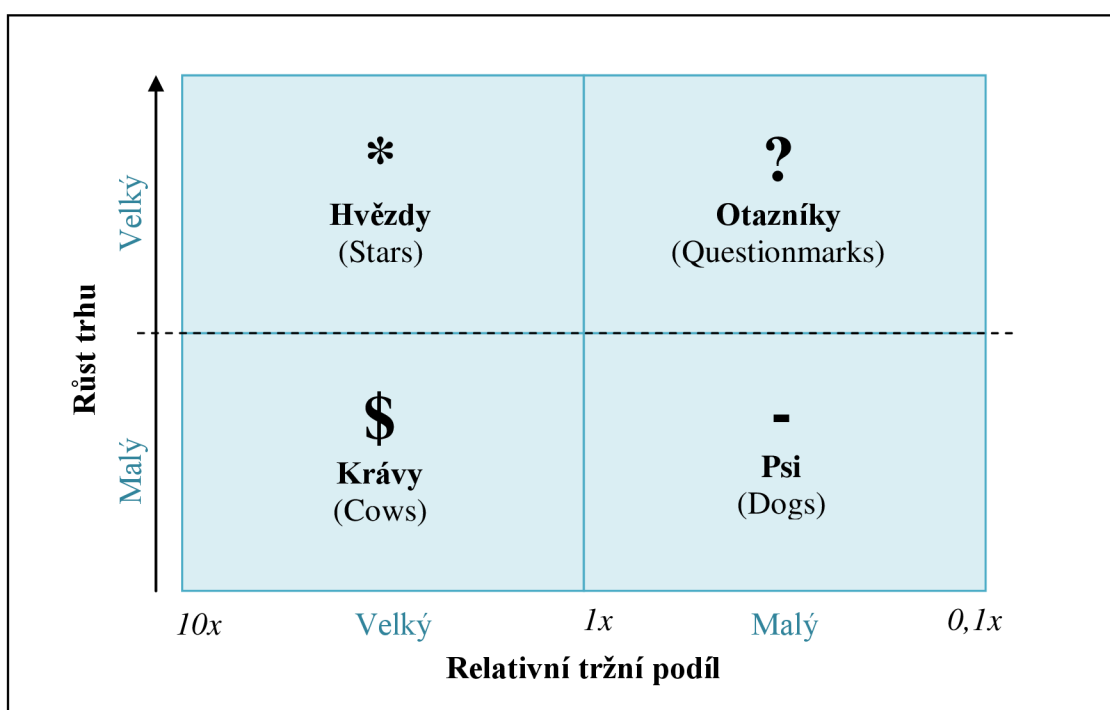 Růst trhu
Velký
Malý
*
Hvězdy
(Stars)
?
Otazníky
(Questionmarks)
$
Krávy
(Cows)
-
Psi
(Dogs)
10x
Velký
1x
Malý
0,1x
Relativní tržní podíl